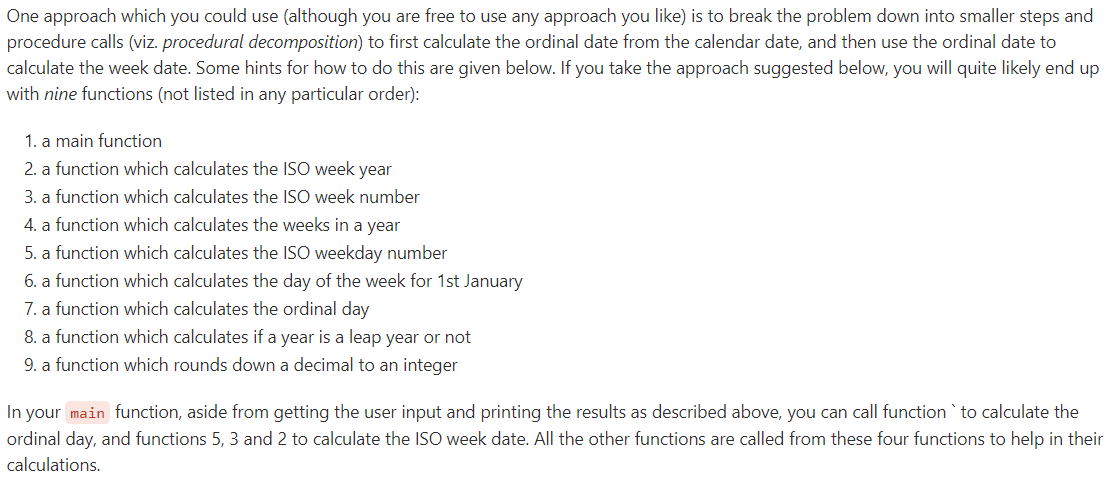 One approach which you could use (although you are free to use any approach you like) is to break the problem down into smaller steps and
procedure calls (viz. procedural decomposition) to first calculate the ordinal date from the calendar date, and then use the ordinal date to
calculate the week date. Some hints for how to do this are given below. If you take the approach suggested below, you will quite likely end up
with nine functions (not listed in any particular order):
1. a main function
2. a function which calculates the ISO week year
3. a function which calculates the ISO week number
4. a function which calculates the weeks in a year
5. a function which calculates the ISO weekday number
6. a function which calculates the day of the week for 1st January
7. a function which calculates the ordinal day
8. a function which calculates if a year is a leap year or not
9. a function which rounds down a decimal to an integer
In your main function, aside from getting the user input and printing the results as described above, you can call function ` to calculate the
ordinal day, and functions 5, 3 and 2 to calculate the ISO week date. All the other functions are called from these four functions to help in their
calculations.